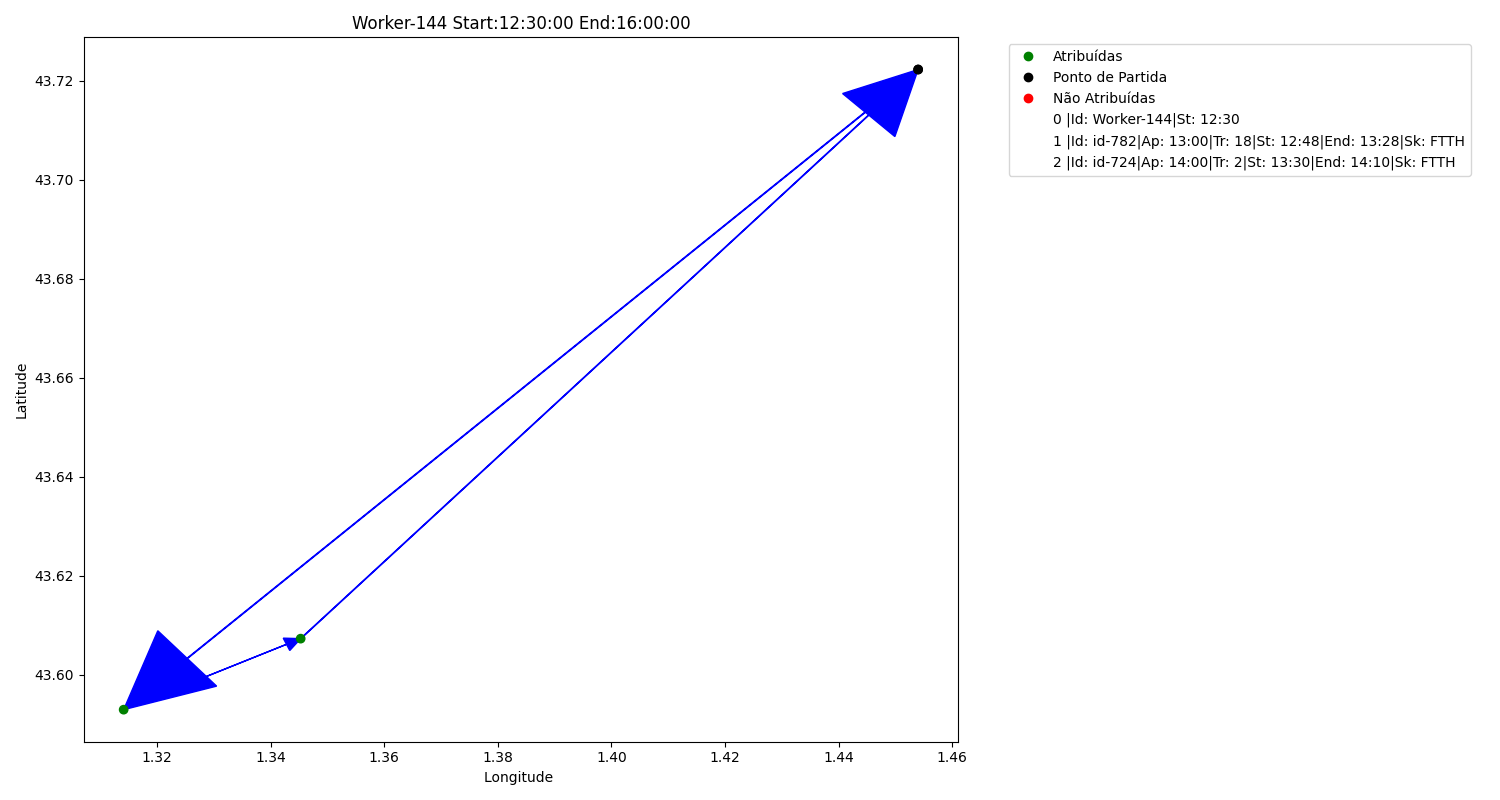 Worker-144 Start:12:30:00 End:16:00:00
Atribuídas
Ponto de Partida
Não Atribuídas
0 |Id: Worker-144|St: 12:30
1 |Id: id-782|Ap: 13:00|Tr: 18|St: 12:48|End: 13:28|Sk: FTTH
2 |Id: id-724|Ap: 14:00|Tr: 2|St: 13:30|End: 14:10|Sk: FTTH
Latitude
43.72
43.70
43.68
43.66
43.64
43.62
43.60
1.32 1.34 1.36 1.38 1.40 1.42 1.44 1.46
Longitude